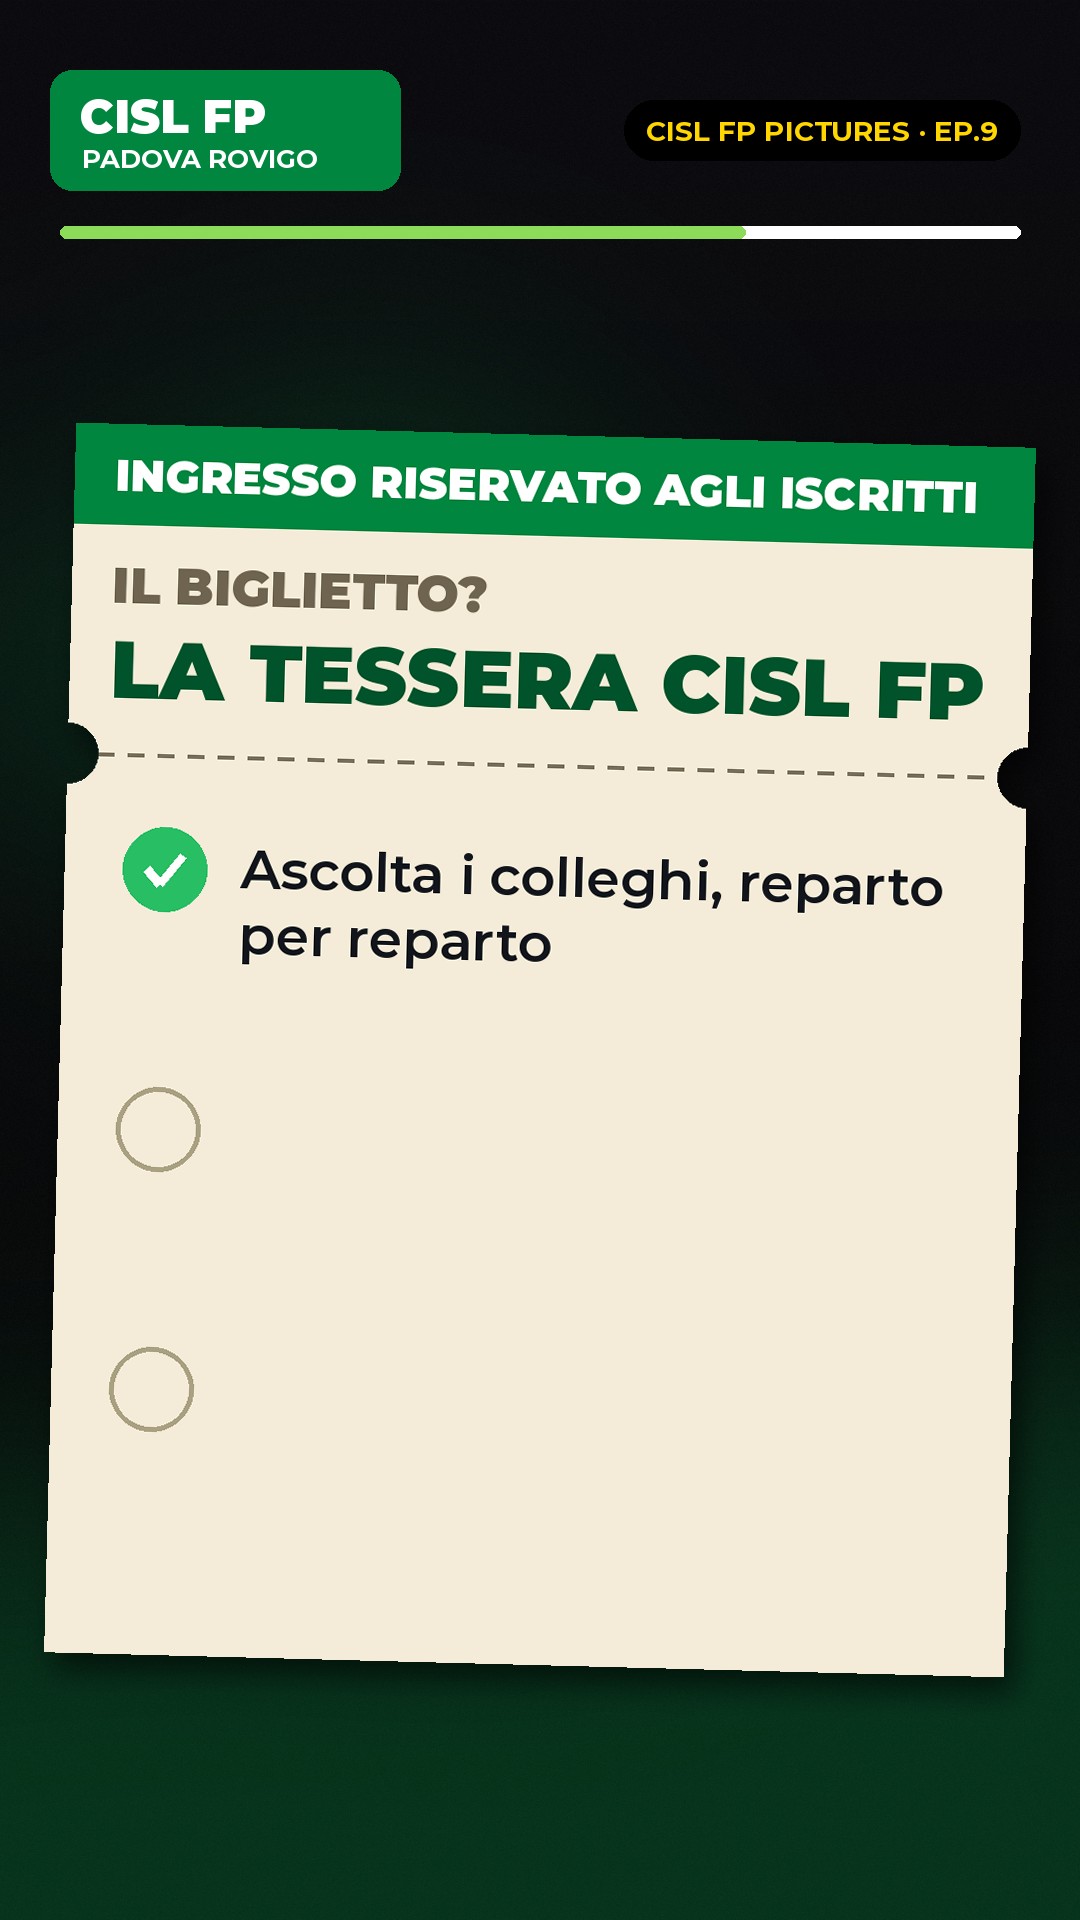 CISL FP
PADOVA ROVIGO
CISL FP PICTURES · EP.9
INGRESSO RISERVATO AGLI ISCRITTI
IL BIGLIETTO?
LA TESSERA CISL FP
Ascolta i colleghi, reparto
per reparto